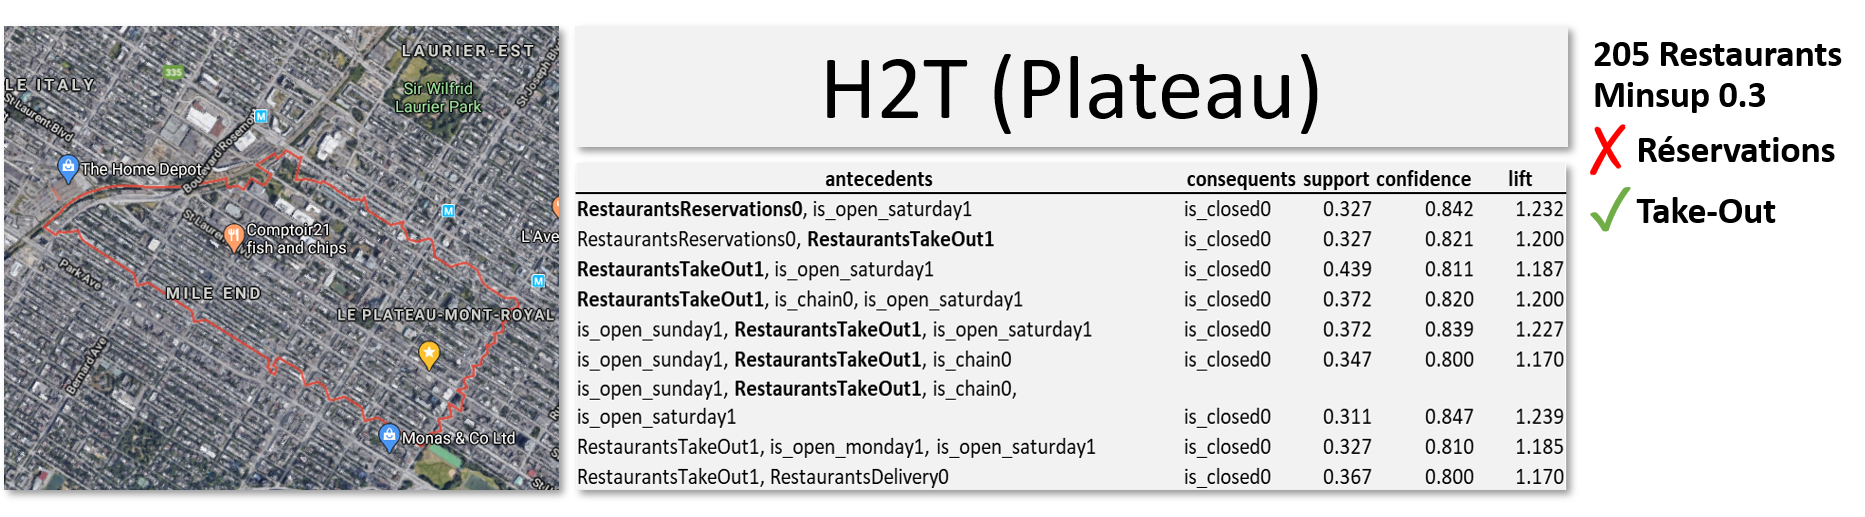 LAURIER-EST
335
LE ITALY
Sir Wilfrid
Laurier Park
St Laurent Blvd
The Home Depot
Boulevard Rosemont
M
M
M
St Laurent
Comptoir21
fish and chips
L'Ave
Park Ave
MILE END
LE PLATEAU-MONT-ROYAL
Bernard Ave
Monas & Co Ltd
H2T (Plateau)
antecedents consequents support confidence lift
RestaurantsReservations0, is_open_saturday1 is_closed0 0.327 0.842 1.232
RestaurantsReservations0, RestaurantsTakeOut1 is_closed0 0.327 0.821 1.200
RestaurantsTakeOut1, is_open_saturday1 is_closed0 0.439 0.811 1.187
RestaurantsTakeOut1, is_chain0, is_open_saturday1 is_closed0 0.372 0.820 1.200
is_open_sunday1, RestaurantsTakeOut1, is_open_saturday1 is_closed0 0.372 0.839 1.227
is_open_sunday1, RestaurantsTakeOut1, is_chain0 is_closed0 0.347 0.800 1.170
is_open_sunday1, RestaurantsTakeOut1, is_chain0,
is_open_saturday1 is_closed0 0.311 0.847 1.239
RestaurantsTakeOut1, is_open_monday1, is_open_saturday1 is_closed0 0.327 0.810 1.185
RestaurantsTakeOut1, RestaurantsDelivery0 is_closed0 0.367 0.800 1.170
205 Restaurants
Minsup 0.3
Réservations
Take-Out